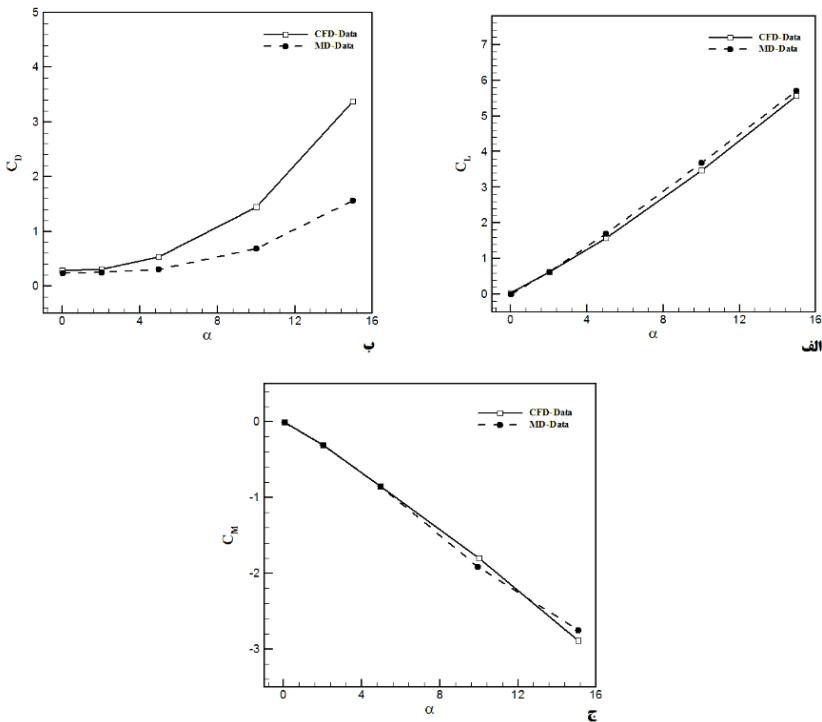 5
4
3
2
1
0
C_D
CFD-Data
MD-Data
0 4 8 12 16
α
ب
7
6
5
4
3
2
1
0
C_L
CFD-Data
MD-Data
0 4 8 12 16
α
الف
0
-1
-2
-3
C_M
CFD-Data
MD-Data
0 4 8 12 16
α
ج